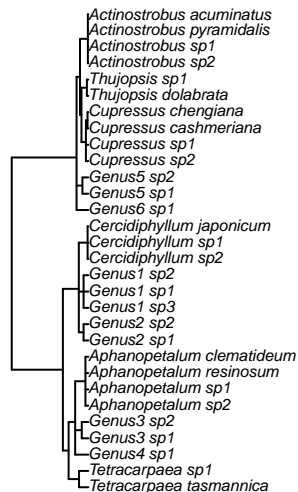 Actinostrobus acuminatus
Actinostrobus pyramidalis
Actinostrobus sp1
Actinostrobus sp2
Thujopsis sp1
Thujopsis dolabrata
Cupressus chengiana
Cupressus cashmeriana
Cupressus sp1
Cupressus sp2
Genus5 sp2
Genus5 sp1
Genus6 sp1
Cercidiphyllum japonicum
Cercidiphyllum sp1
Cercidiphyllum sp2
Genus1 sp2
Genus1 sp1
Genus1 sp3
Genus2 sp2
Genus2 sp1
Aphanopetalum clematideum
Aphanopetalum resinosum
Aphanopetalum sp1
Aphanopetalum sp2
Genus3 sp2
Genus3 sp1
Genus4 sp1
Tetracarpaea sp1
Tetracarpaea tasmannica